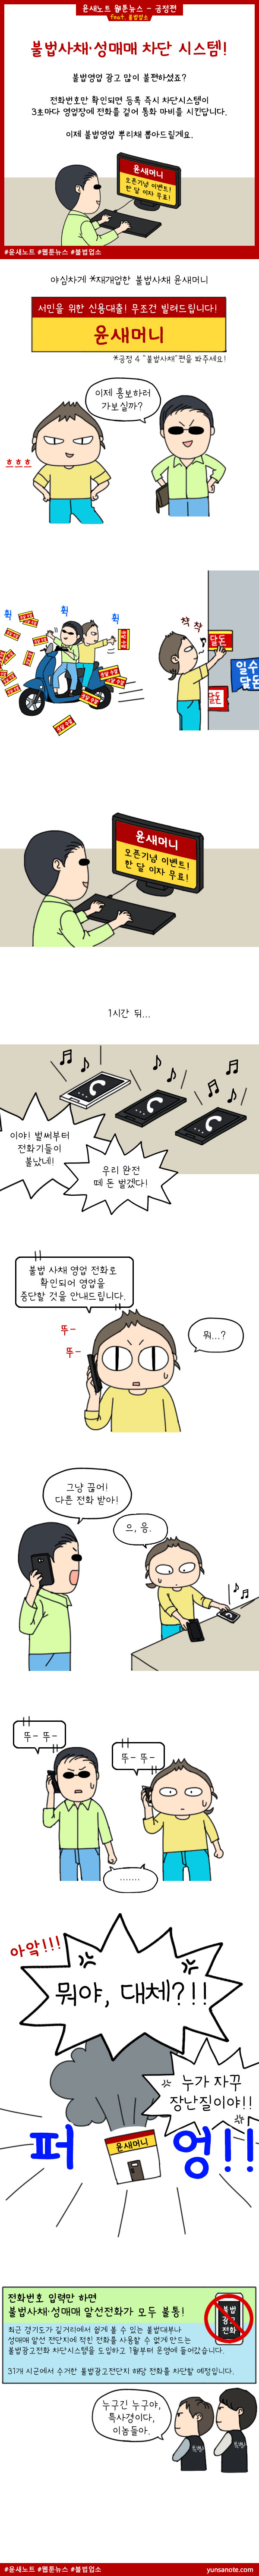 윤새노트 웹툰뉴스 - 공정편
feat. 불법업소
불법사채·성매매 차단 시스템!
불법영업 광고 많이 불편하셨죠?
전화번호만 확인되면 등록 즉시 차단시스템이
3초마다 영업장에 전화를 걸어 통화 마비를 시킨답니다.
이제 불법영업 뿌리채 뽑아드릴게요.
윤새머니
오픈기념 이벤트!
한 달 이자 무료!
#윤새노트 #웹툰뉴스 #불법업소
야심차게 *재개업한 불법사채 윤새머니
서민을 위한 신용대출! 무조건 빌려드립니다!
윤새머니
*공정 4 "불법사채"편을 봐주세요!
이제 홍보하러
가보실까?
흐흐흐
휙
휙
휙
착 착
달돈
일수
달돈
달돈
윤새머니
오픈기념 이벤트!
한 달 이자 무료!
1시간 뒤...
이야! 벌써부터
전화기들이
불났네!
우리 완전
떼 돈 벌겠다!
불법 사채 영업 전화로
확인되어 영업을
중단할 것을 안내드립니다.
뚜-
뚜-
뭐...?
그냥 끊어!
다른 전화 받아!
으, 응.
뚜- 뚜-
뚜- 뚜-
.......
아앜!!!
뭐야, 대체?!!
누가 자꾸
장난질이야!!
퍼
엉!!
윤새머니
전화번호 입력만 하면
불법사채·성매매 알선전화가 모두 불통!
불법
광고
전화
최근 경기도가 길거리에서 쉽게 볼 수 있는 불법대부나
성매매 알선 전단지에 적힌 전화를 사용할 수 없게 만드는
불법광고전화 차단시스템을 도입하고 1월부터 운영에 들어갔습니다.
31개 시군에서 수거한 불법광고전단지 해당 전화를 차단할 예정입니다.
누구긴 누구야,
특사경이다,
이놈들아.
특사경
특사경
#윤새노트 #웹툰뉴스 #불법업소
yunsanote.com